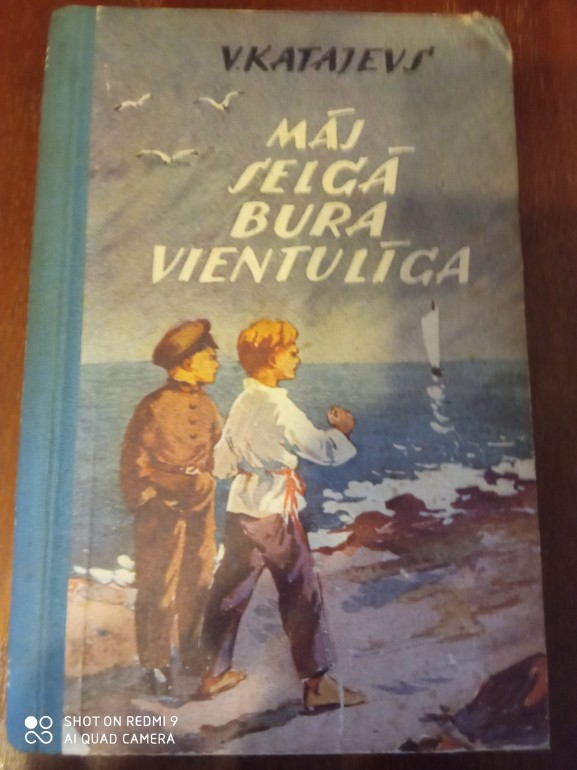 V. KATAJEVS
MĀJ
SELGĀ
BURA
VIENTULĪGA
SHOT ON REDMI 9
AI QUAD CAMERA